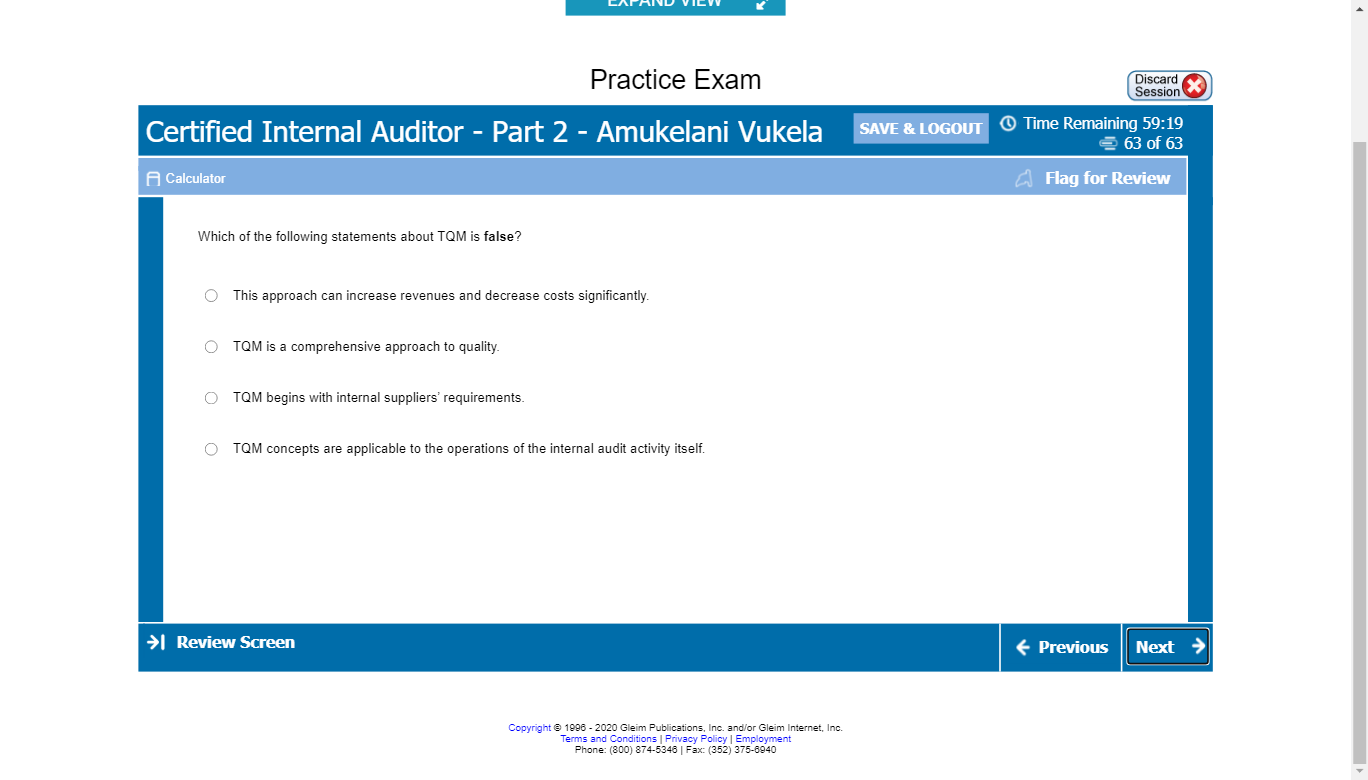 EXPAND VIEW
Practice Exam
Discard
Session
Certified Internal Auditor - Part 2 - Amukelani Vukela
SAVE & LOGOUT
Time Remaining 59:19
63 of 63
Calculator
Flag for Review
Which of the following statements about TQM is false?
This approach can increase revenues and decrease costs significantly.
TQM is a comprehensive approach to quality.
TQM begins with internal suppliers’ requirements.
TQM concepts are applicable to the operations of the internal audit activity itself.
Review Screen
Previous
Next
Copyright © 1996 - 2020 Gleim Publications, Inc. and/or Gleim Internet, Inc.
Terms and Conditions | Privacy Policy | Employment
Phone: (800) 874-5346 | Fax: (352) 375-6940